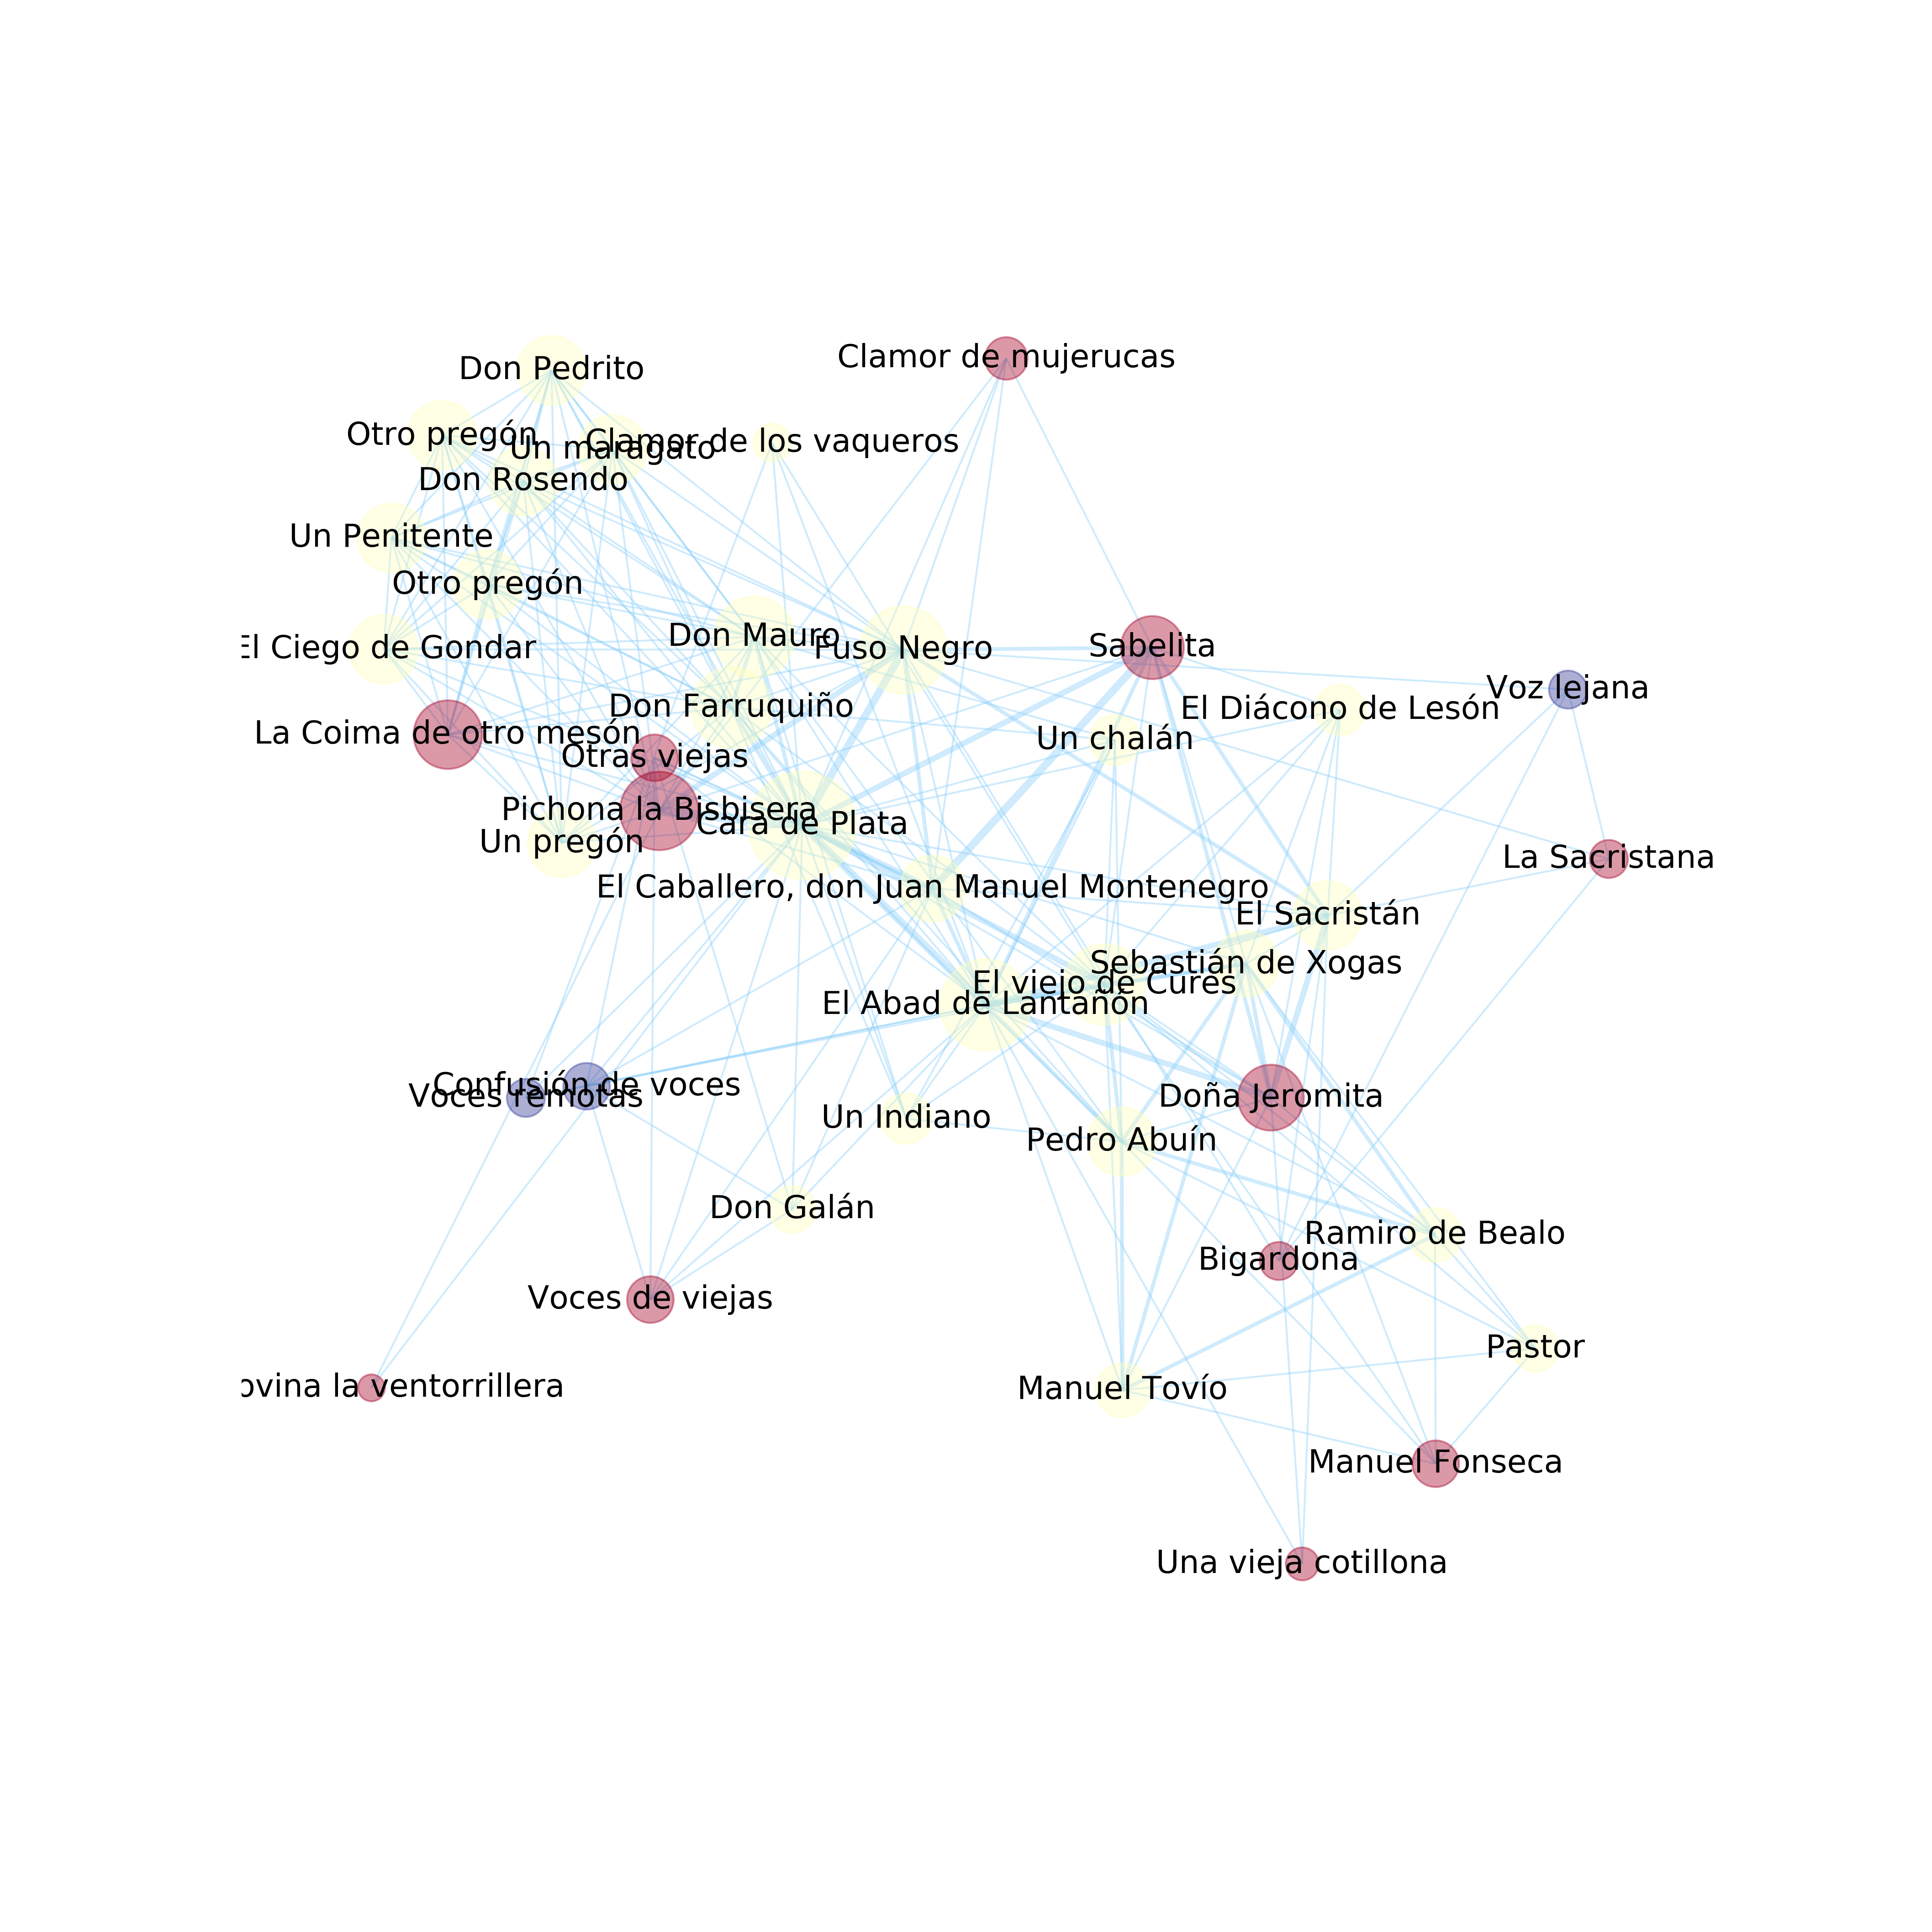 Clamor de mujerucas
Don Pedrito
Otro pregón
Clamor de los vaqueros
Un maragato
Don Rosendo
Un Penitente
Otro pregón
Don Mauro
Fuso Negro
Sabelita
El Ciego de Gondar
Voz lejana
Don Farruquiño
El Diácono de Lesón
La Coima de otro mesón
Un chalán
Otras viejas
Pichona la Bisbisera
Cara de Plata
Un pregón
La Sacristana
El Caballero, don Juan Manuel Montenegro
El Sacristán
Sebastián de Xogas
El viejo de Cures
El Abad de Lantañón
Confusión de voces
Voces remotas
Doña Jeromita
Un Indiano
Pedro Abuín
Don Galán
Ramiro de Bealo
Bigardona
Voces de viejas
Pastor
ovina la ventorrillera
Manuel Tovío
Manuel Fonseca
Una vieja cotillona